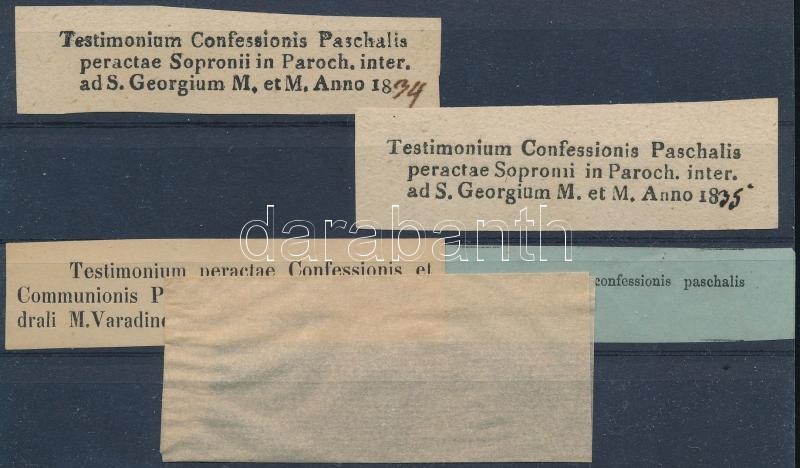 Testimonium Confessionis Paschalis
peractae Sopronii in Paroch. inter.
ad S. Georgium M. et M. Anno 1834
Testimonium Confessionis Paschalis
peractae Sopronii in Paroch. inter.
ad S. Georgium M. et M. Anno 1835
darabanth
Testimonium peractae Confessionis et
Communionis P
drali M. Varadin
confessionis paschalis